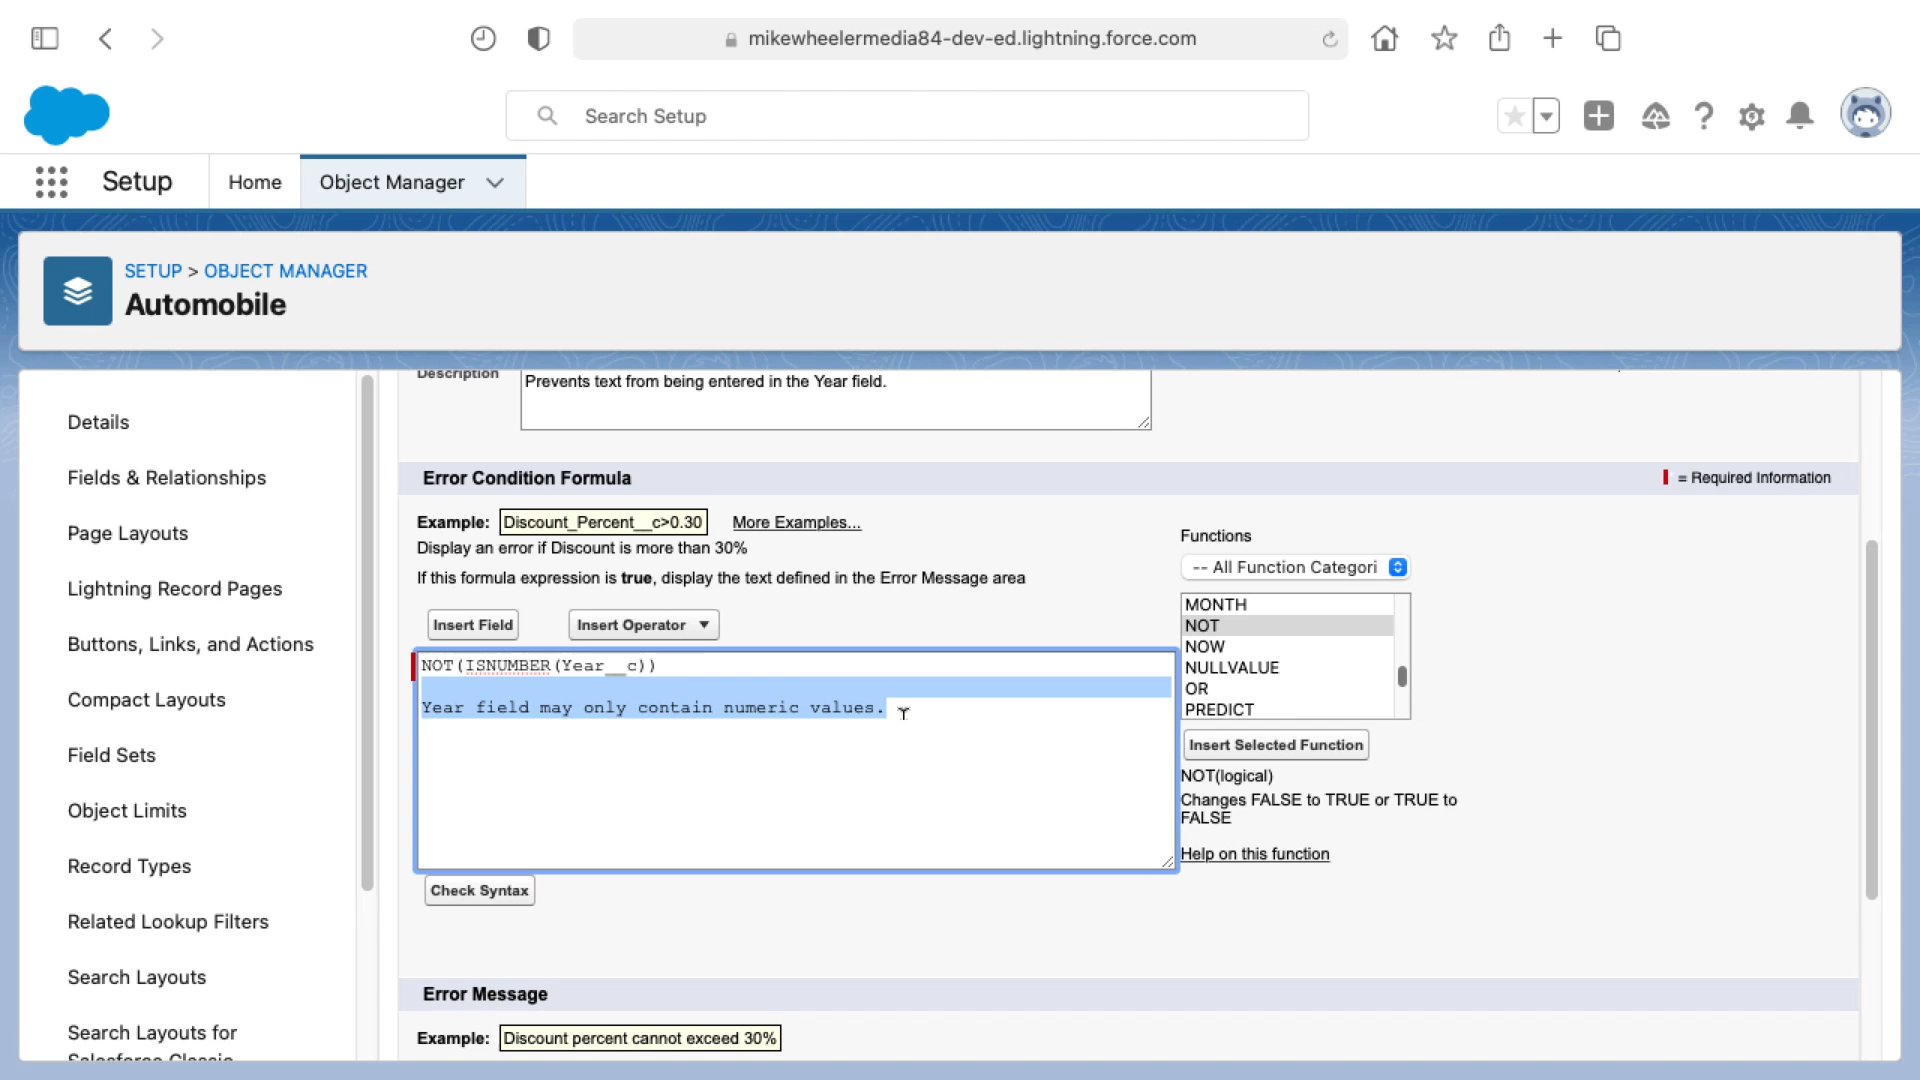 mikewheelermedia84-dev-ed.lightning.force.com
Search Setup
Setup
Home
Object Manager
SETUP > OBJECT MANAGER
Automobile
Details
Fields & Relationships
Page Layouts
Lightning Record Pages
Buttons, Links, and Actions
Compact Layouts
Field Sets
Object Limits
Record Types
Related Lookup Filters
Search Layouts
Search Layouts for
Salesforce Classic
Description
Prevents text from being entered in the Year field.
Error Condition Formula
= Required Information
Example: Discount_Percent__c>0.30 More Examples...
Display an error if Discount is more than 30%
If this formula expression is true, display the text defined in the Error Message area
Insert Field
Insert Operator
NOT(ISNUMBER(Year__c))
Year field may only contain numeric values.
Check Syntax
Functions
-- All Function Categori
MONTH
NOT
NOW
NULLVALUE
OR
PREDICT
Insert Selected Function
NOT(logical)
Changes FALSE to TRUE or TRUE to
FALSE
Help on this function
Error Message
Example: Discount percent cannot exceed 30%